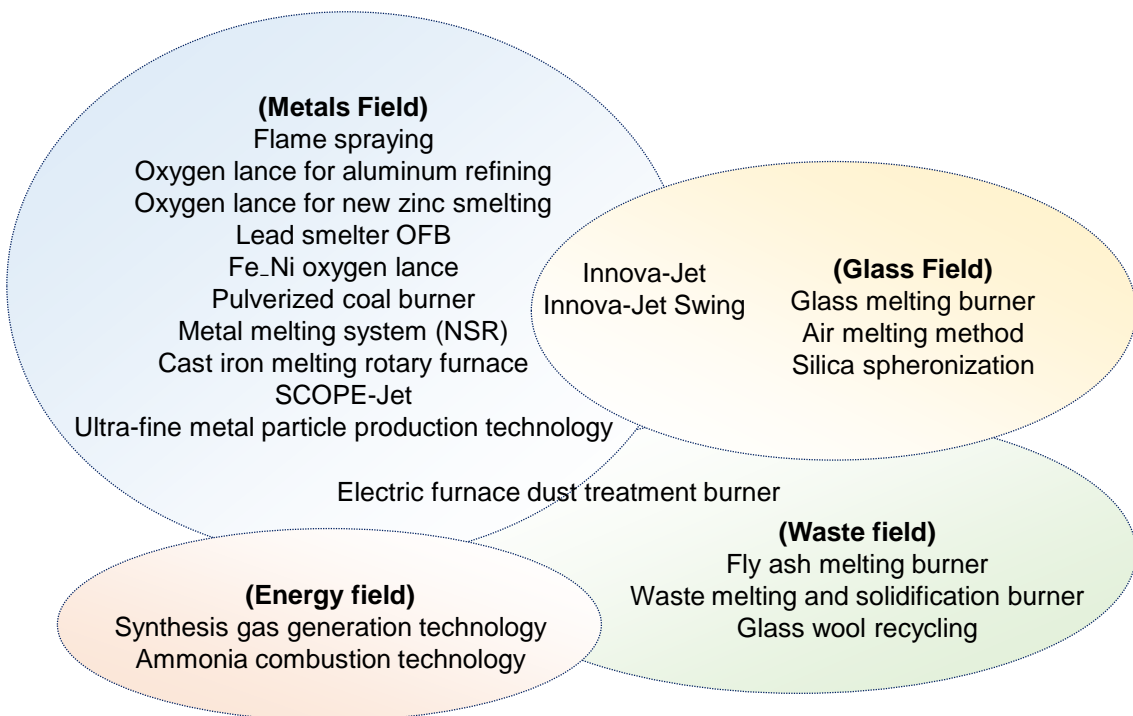 (Metals Field)
Flame spraying
Oxygen lance for aluminum refining
Oxygen lance for new zinc smelting
Lead smelter OFB
Fe–Ni oxygen lance
Pulverized coal burner
Metal melting system (NSR)
Cast iron melting rotary furnace
SCOPE-Jet
Ultra-fine metal particle production technology
Innova-Jet
Innova-Jet Swing
(Glass Field)
Glass melting burner
Air melting method
Silica spheronization
Electric furnace dust treatment burner
(Waste field)
Fly ash melting burner
Waste melting and solidification burner
Glass wool recycling
(Energy field)
Synthesis gas generation technology
Ammonia combustion technology